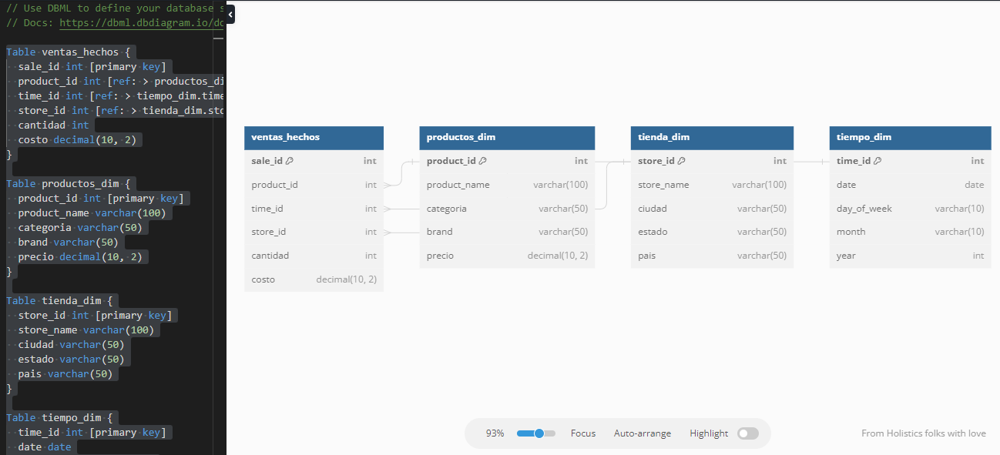 // Use DBML to define your database s
// Docs: https://dbml.dbdiagram.io/do
Table ventas_hechos {
sale_id int [primary key]
product_id int [ref: > productos_di
time_id int [ref: > tiempo_dim.time
store_id int [ref: > tienda_dim.sto
cantidad int
costo decimal(10, 2)
}
Table productos_dim {
product_id int [primary key]
product_name varchar(100)
categoria varchar(50)
brand varchar(50)
precio decimal(10, 2)
}
Table tienda_dim {
store_id int [primary key]
store_name varchar(100)
ciudad varchar(50)
estado varchar(50)
pais varchar(50)
}
Table tiempo_dim {
time_id int [primary key]
date date
ventas_hechos
sale_id int
product_id int
time_id int
store_id int
cantidad int
costo decimal(10, 2)
productos_dim
product_id int
product_name varchar(100)
categoria varchar(50)
brand varchar(50)
precio decimal(10, 2)
tienda_dim
store_id int
store_name varchar(100)
ciudad varchar(50)
estado varchar(50)
pais varchar(50)
tiempo_dim
time_id int
date date
day_of_week varchar(10)
month varchar(10)
year int
93% Focus Auto-arrange Highlight
From Holistics folks with love